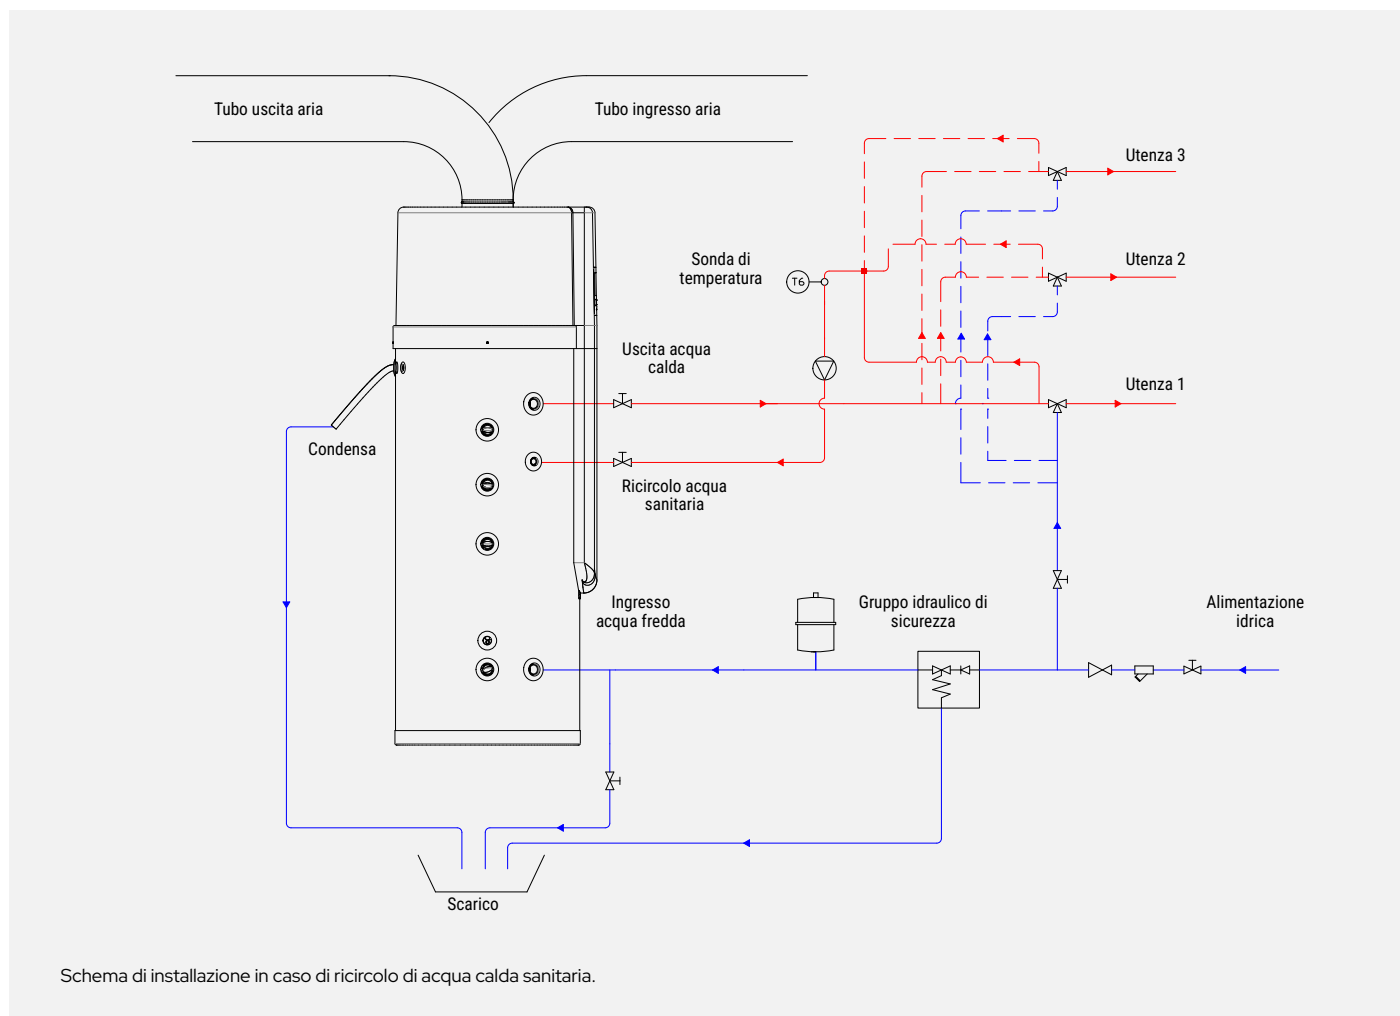 Tubo uscita aria
Tubo ingresso aria
Utenza 3
Sonda di
temperatura
T6
Utenza 2
Uscita acqua
calda
Utenza 1
Condensa
Ricircolo acqua
sanitaria
Ingresso
acqua fredda
Gruppo idraulico di
sicurezza
Alimentazione
idrica
Scarico
Schema di installazione in caso di ricircolo di acqua calda sanitaria.